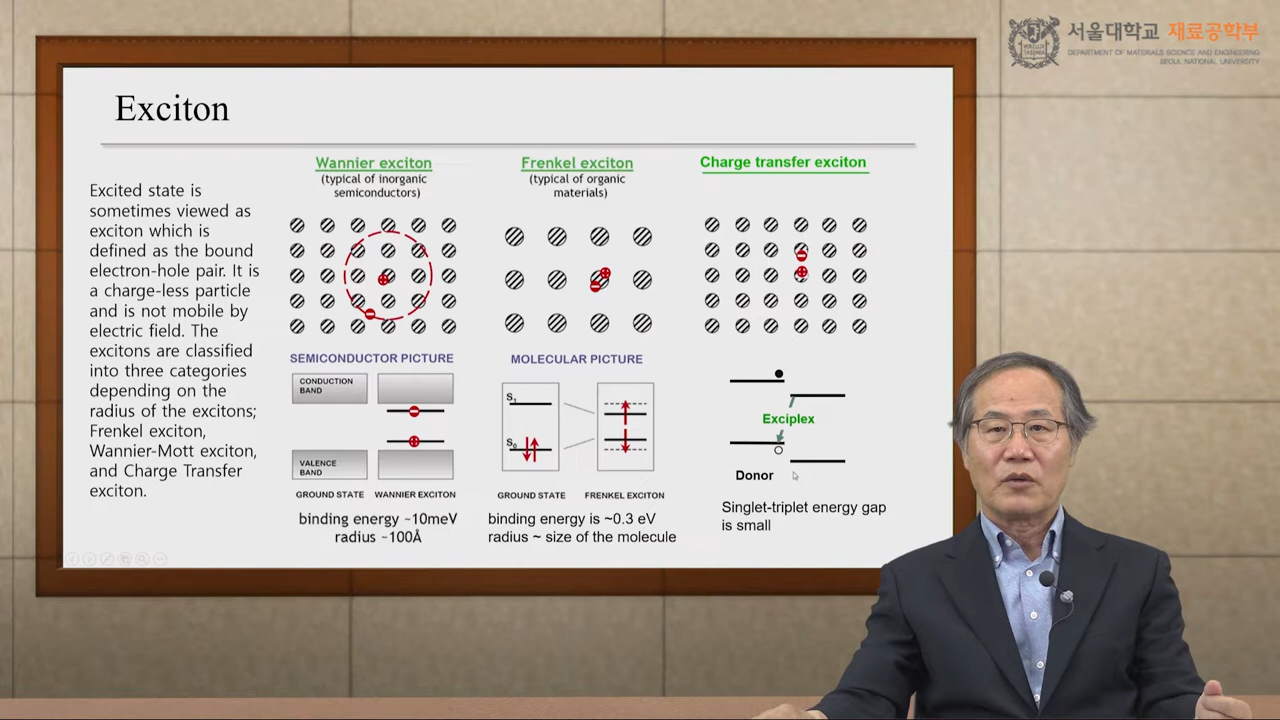 서울대학교 재료공학부
DEPARTMENT OF MATERIALS SCIENCE AND ENGINEERING
SEOUL NATIONAL UNIVERSITY
Exciton
Excited state is
sometimes viewed as
exciton which is
defined as the bound
electron-hole pair. It is
a charge-less particle
and is not mobile by
electric field. The
excitons are classified
into three categories
depending on the
radius of the excitons;
Frenkel exciton,
Wannier-Mott exciton,
and Charge Transfer
exciton.
Wannier exciton
(typical of inorganic
semiconductors)
SEMICONDUCTOR PICTURE
CONDUCTION
BAND
VALENCE
BAND
GROUND STATE WANNIER EXCITON
binding energy ~10meV
radius ~100Å
Frenkel exciton
(typical of organic
materials)
MOLECULAR PICTURE
S1
S0
GROUND STATE FRENKEL EXCITON
binding energy is ~0.3 eV
radius ~ size of the molecule
Charge transfer exciton
Exciplex
Donor
Singlet-triplet energy gap
is small